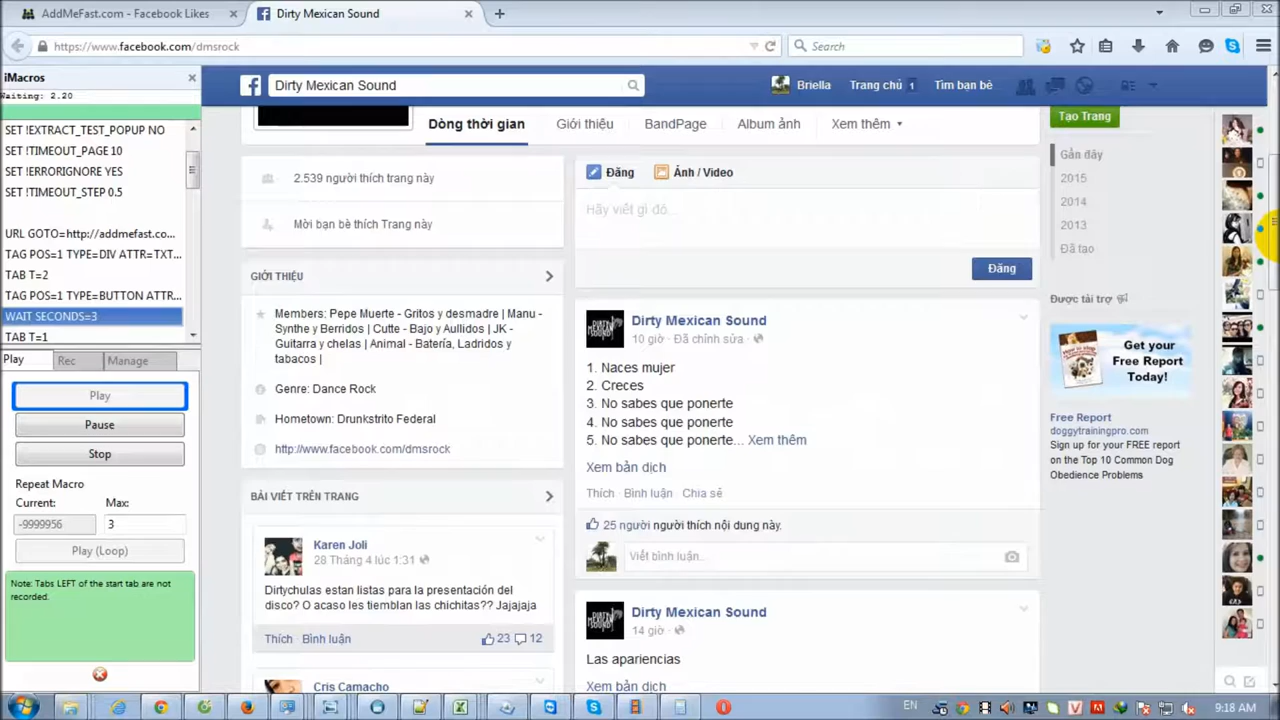 AddMeFast.com - Facebook Likes
Dirty Mexican Sound
https://www.facebook.com/dmsrock
Search
iMacros
Waiting: 2.20
SET !EXTRACT_TEST_POPUP NO
SET !TIMEOUT_PAGE 10
SET !ERRORIGNORE YES
SET !TIMEOUT_STEP 0.5
URL GOTO=http://addmefast.co...
TAG POS=1 TYPE=DIV ATTR=TXT...
TAB T=2
TAG POS=1 TYPE=BUTTON ATTR...
WAIT SECONDS=3
TAB T=1
Play
Rec
Manage
Play
Pause
Stop
Repeat Macro
Current:
Max:
-9999956
3
Play (Loop)
Note: Tabs LEFT of the start tab are not
recorded.
Dirty Mexican Sound
Briella
Trang chủ 1
Tìm bạn bè
Dòng thời gian
Giới thiệu
BandPage
Album ảnh
Xem thêm
2.539 người thích trang này
Mời bạn bè thích Trang này
GIỚI THIỆU
Members: Pepe Muerte - Gritos y desmadre | Manu -
Synthe y Berridos | Cutte - Bajo y Aullidos | JK -
Guitarra y chelas | Animal - Batería, Ladridos y
tabacos |
Genre: Dance Rock
Hometown: Drunkstrito Federal
http://www.facebook.com/dmsrock
BÀI VIẾT TRÊN TRANG
Karen Joli
28 Tháng 4 lúc 1:31
Dirtychulas estan listas para la presentación del
disco? O acaso les tiemblan las chichitas?? Jajajaja
Thích · Bình luận
23
12
Cris Camacho
Đăng
Ảnh / Video
Hãy viết gì đó...
Đăng
Dirty Mexican Sound
10 giờ · Đã chỉnh sửa ·
1. Naces mujer
2. Creces
3. No sabes que ponerte
4. No sabes que ponerte
5. No sabes que ponerte... Xem thêm
Xem bản dịch
Thích · Bình luận · Chia sẻ
25 người người thích nội dung này.
Viết bình luận...
Dirty Mexican Sound
14 giờ ·
Las apariencias
Xem bản dịch
Tạo Trang
Gần đây
2015
2014
2013
Đã tạo
Được tài trợ
Get your
Free Report
Today!
Free Report
doggytrainingpro.com
Sign up for your FREE report
on the Top 10 Common Dog
Obedience Problems
EN
9:18 AM